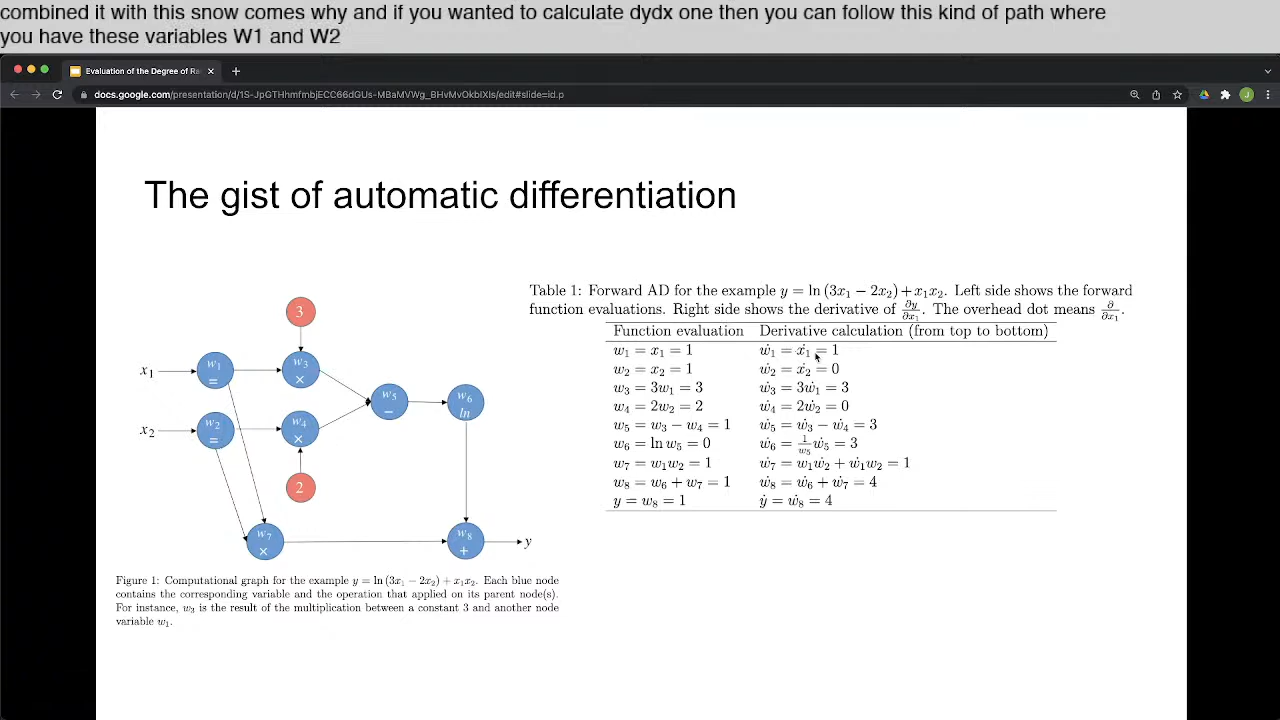 combined it with this snow comes why and if you wanted to calculate dydx one then you can follow this kind of path where
you have these variables W1 and W2
Evaluation of the Degree of Ra
docs.google.com/presentation/d/1S-JpGTHhmfmbjECC66dGUs-MBaMVWg_BHvMvOkbIXIs/edit#slide=id.p
J
The gist of automatic differentiation
Table 1: Forward AD for the example y = ln (3x₁ − 2x₂) + x₁x₂. Left side shows the forward
function evaluations. Right side shows the derivative of ∂y/∂x₁. The overhead dot means ∂/∂x₁.
Function evaluation Derivative calculation (from top to bottom)
w₁ = x₁ = 1 ẇ₁ = ẋ₁ = 1
w₂ = x₂ = 1 ẇ₂ = ẋ₂ = 0
w₃ = 3w₁ = 3 ẇ₃ = 3ẇ₁ = 3
w₄ = 2w₂ = 2 ẇ₄ = 2ẇ₂ = 0
w₅ = w₃ − w₄ = 1 ẇ₅ = ẇ₃ − ẇ₄ = 3
w₆ = ln w₅ = 0 ẇ₆ = 1/w₅ ẇ₅ = 3
w₇ = w₁w₂ = 1 ẇ₇ = w₁ẇ₂ + ẇ₁w₂ = 1
w₈ = w₆ + w₇ = 1 ẇ₈ = ẇ₆ + ẇ₇ = 4
y = w₈ = 1 ẏ = ẇ₈ = 4
3
x₁
w₁
=
w₃
×
w₅
−
w₆
ln
x₂
w₂
=
w₄
×
2
w₇
×
w₈
+
y
Figure 1: Computational graph for the example y = ln (3x₁ − 2x₂) + x₁x₂. Each blue node
contains the corresponding variable and the operation that applied on its parent node(s).
For instance, w₃ is the result of the multiplication between a constant 3 and another node
variable w₁.